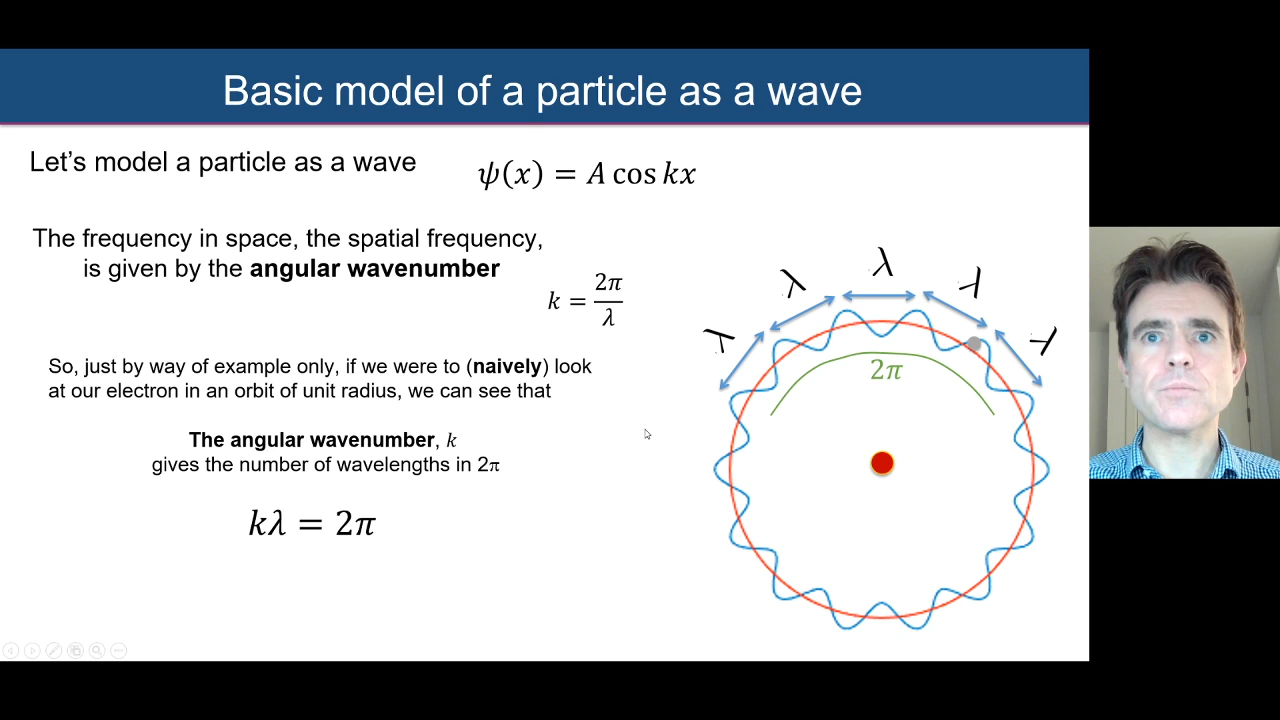 Basic model of a particle as a wave
Let’s model a particle as a wave
ψ(x) = A cos kx
The frequency in space, the spatial frequency,
is given by the angular wavenumber
k = 2π/λ
So, just by way of example only, if we were to (naively) look
at our electron in an orbit of unit radius, we can see that
The angular wavenumber, k
gives the number of wavelengths in 2π
kλ = 2π
λ
λ
λ
λ
λ
2π